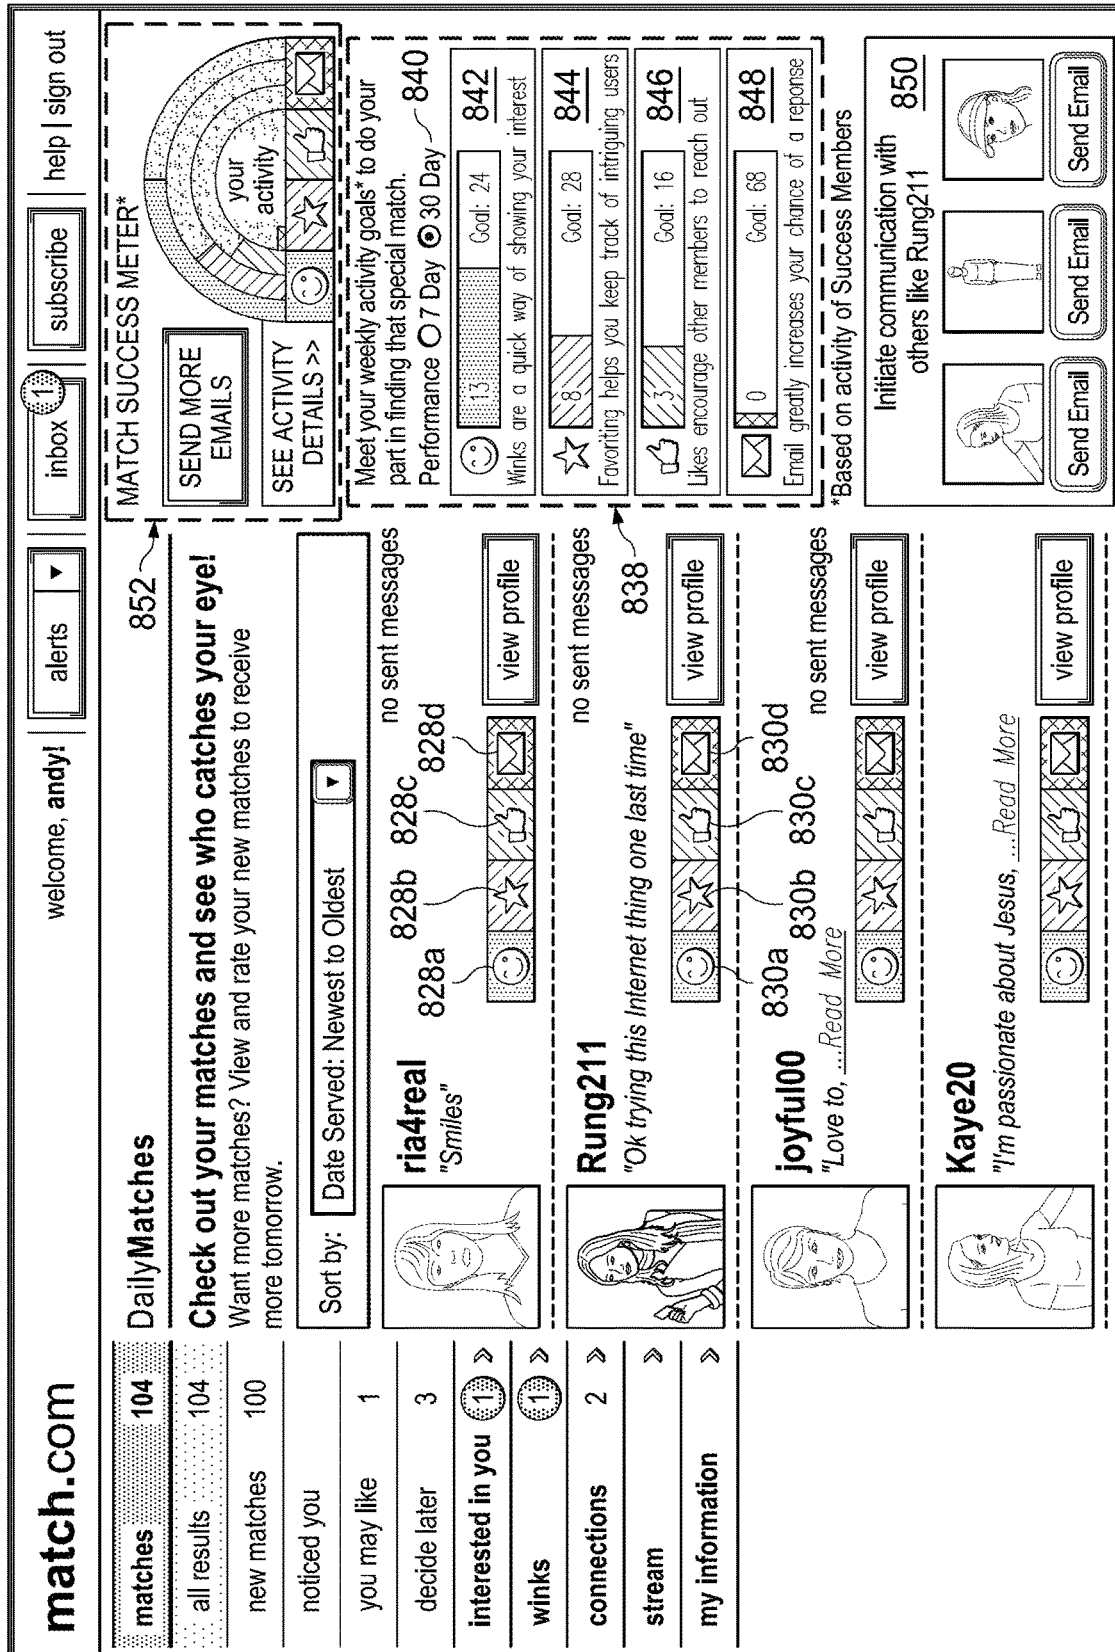 match.com
welcome, andy!
alerts ▼
inbox 1
subscribe
help | sign out
matches 104
all results 104
new matches 100
noticed you
you may like 1
decide later 3
interested in you 1 »
winks 1 »
connections 2 »
stream »
my information »
DailyMatches
852
Check out your matches and see who catches your eye!
Want more matches? View and rate your new matches to receive
more tomorrow.
Sort by: Date Served: Newest to Oldest ▼
ria4real
"Smiles"
828a
828b
828c
828d
no sent messages
view profile
Rung211
"Ok trying this Internet thing one last time"
no sent messages
838
view profile
830a
830b
830c
830d
joyful00
"Love to, ...Read More
no sent messages
view profile
Kaye20
"I'm passionate about Jesus, ...Read More
view profile
MATCH SUCCESS METER*
SEND MORE
EMAILS
SEE ACTIVITY
DETAILS >>
your
activity
Meet your weekly activity goals* to do your
part in finding that special match.
Performance 7 Day 30 Day
840
13 Goal: 24 842
Winks are a quick way of showing your interest
8 Goal: 28 844
Favoriting helps you keep track of intriguing users
3 Goal: 16 846
Likes encourage other members to reach out
0 Goal: 68 848
Email greatly increases your chance of a reponse
*Based on activity of Success Members
Initiate communication with
others like Rung211
850
Send Email
Send Email
Send Email